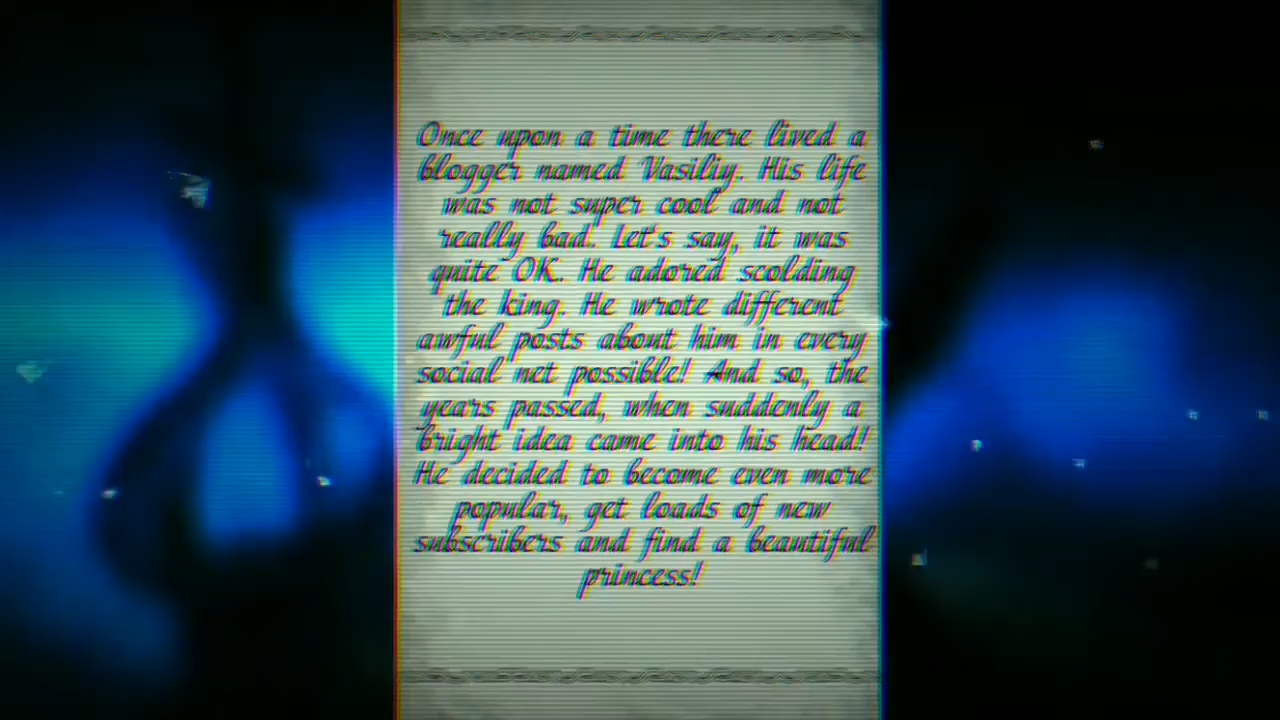 Once upon a time there lived a
blogger named Vasiliy. His life
was not super cool and not
really bad. Let's say, it was
quite OK. He adored scolding
the king. He wrote different
awful posts about him in every
social net possible! And so, the
years passed, when suddenly a
bright idea came into his head!
He decided to become even more
popular, get loads of new
subscribers and find a beautiful
princess!